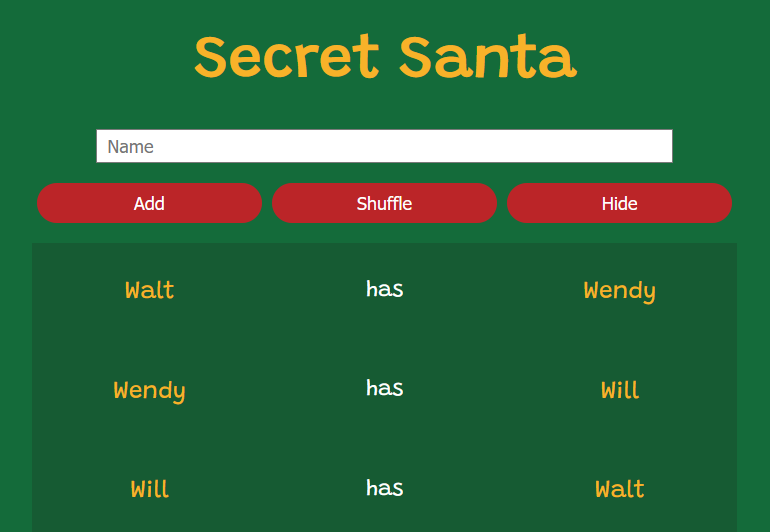 Secret Santa
Name
Add Shuffle Hide
Walt has Wendy
Wendy has Will
Will has Walt